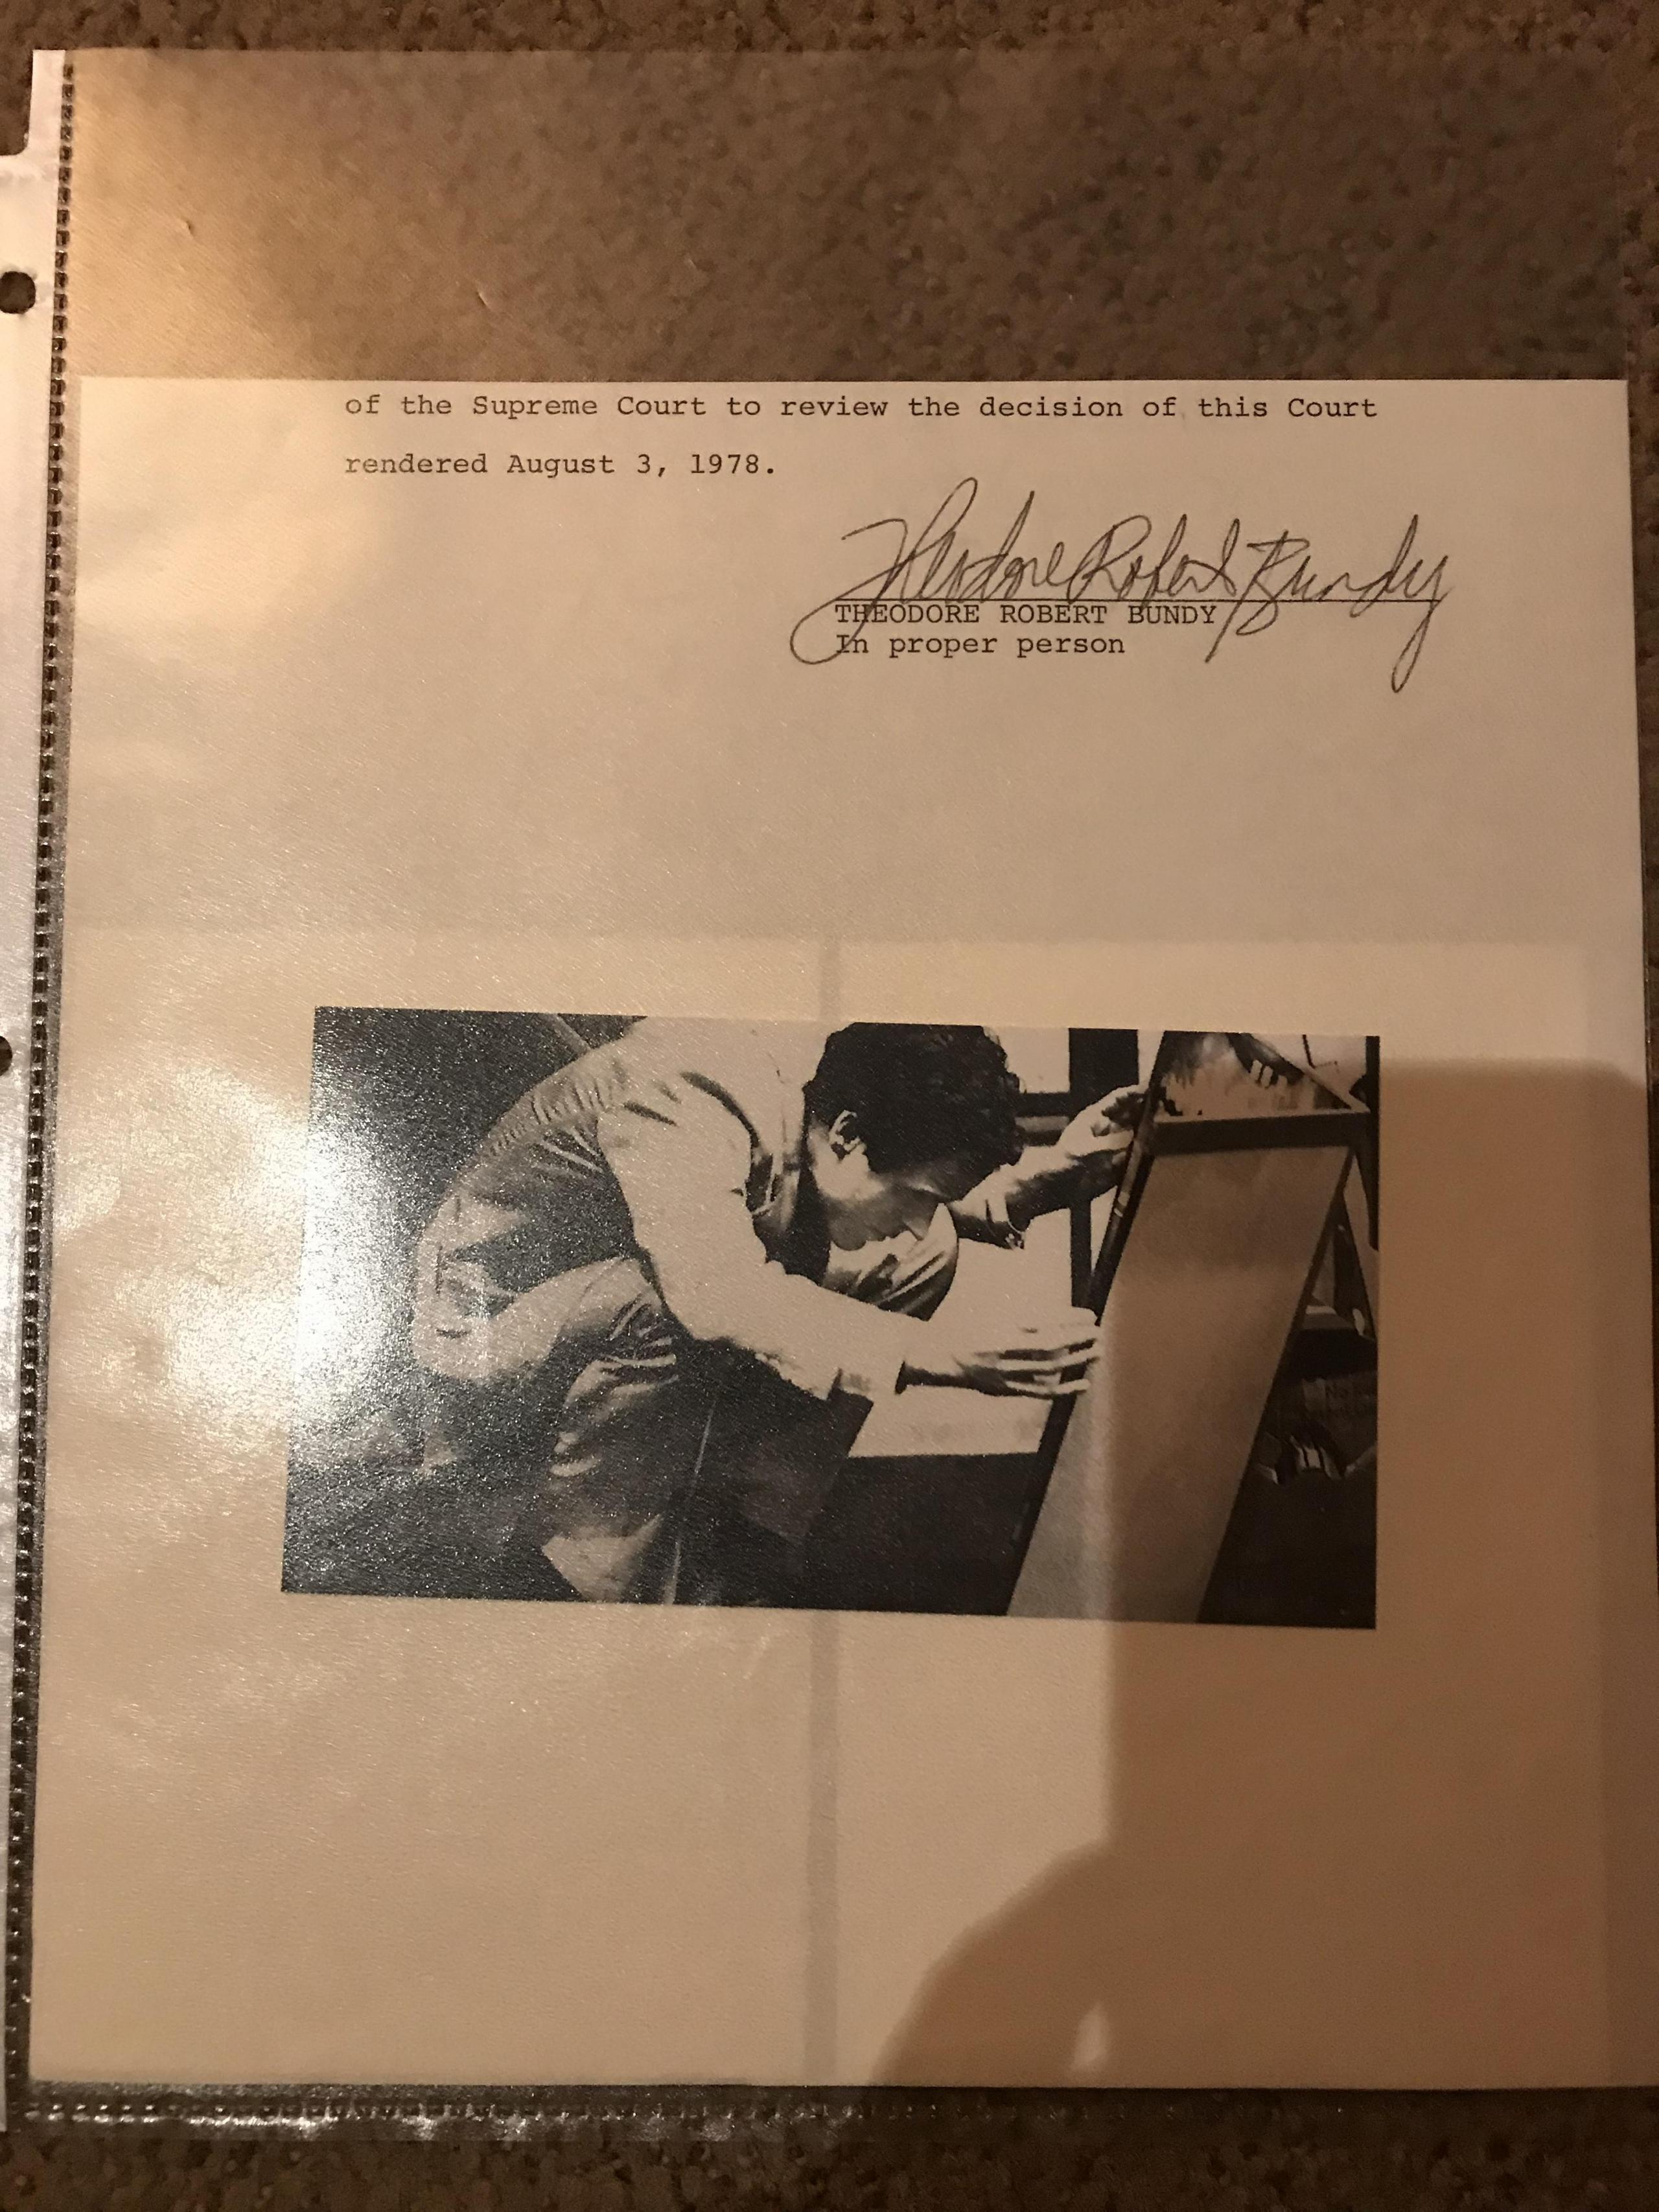 of the Supreme Court to review the decision of this Court
rendered August 3, 1978.
Theodore Robert Bundy
THEODORE ROBERT BUNDY
In proper person